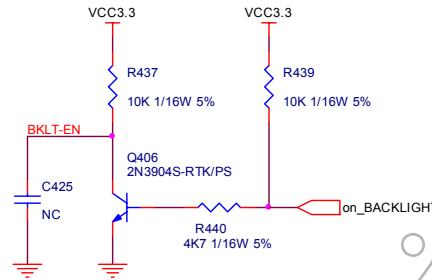 VCC3.3
VCC3.3
R437
10K 1/16W 5%
R439
10K 1/16W 5%
BKLT-EN
Q406
2N3904S-RTK/PS
C425
NC
R440
4K7 1/16W 5%
on_BACKLIGHT